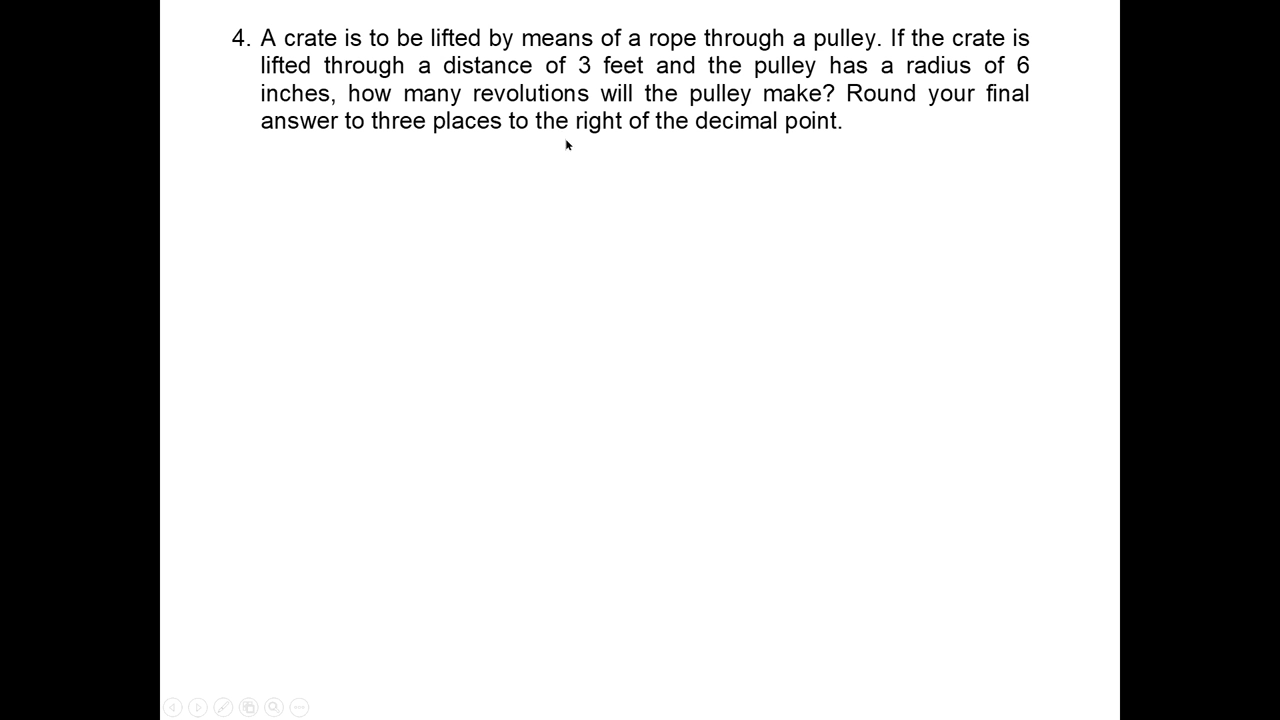 4. A crate is to be lifted by means of a rope through a pulley. If the crate is
lifted through a distance of 3 feet and the pulley has a radius of 6
inches, how many revolutions will the pulley make? Round your final
answer to three places to the right of the decimal point.